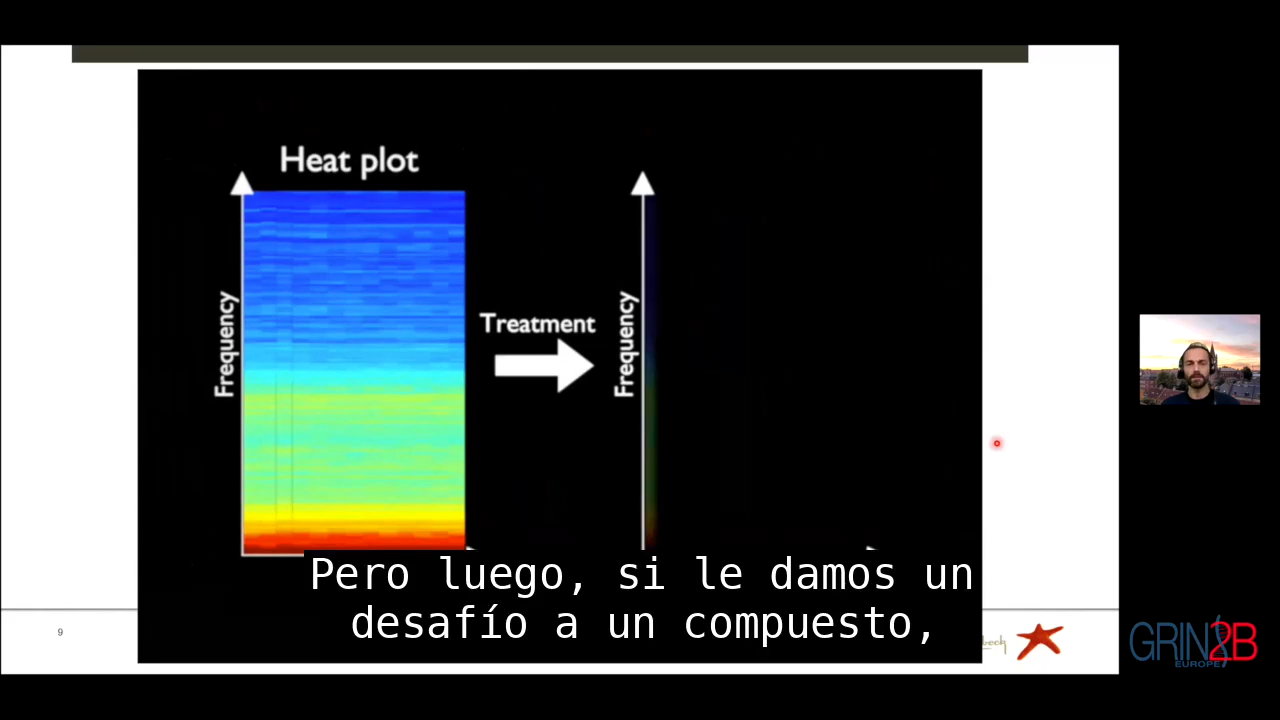 Heat plot
Frequency
Treatment
Frequency
Pero luego, si le damos un
desafío a un compuesto,
9
GRIN2B
EUROPE